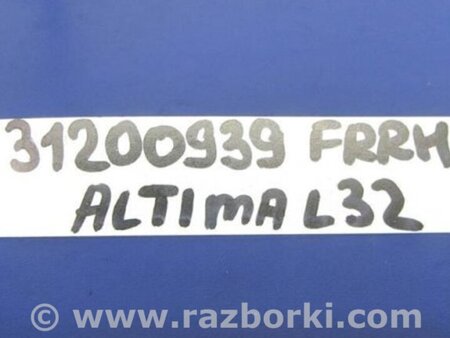 31200939 FRRH
ALTIMA L32
© www.razborki.com